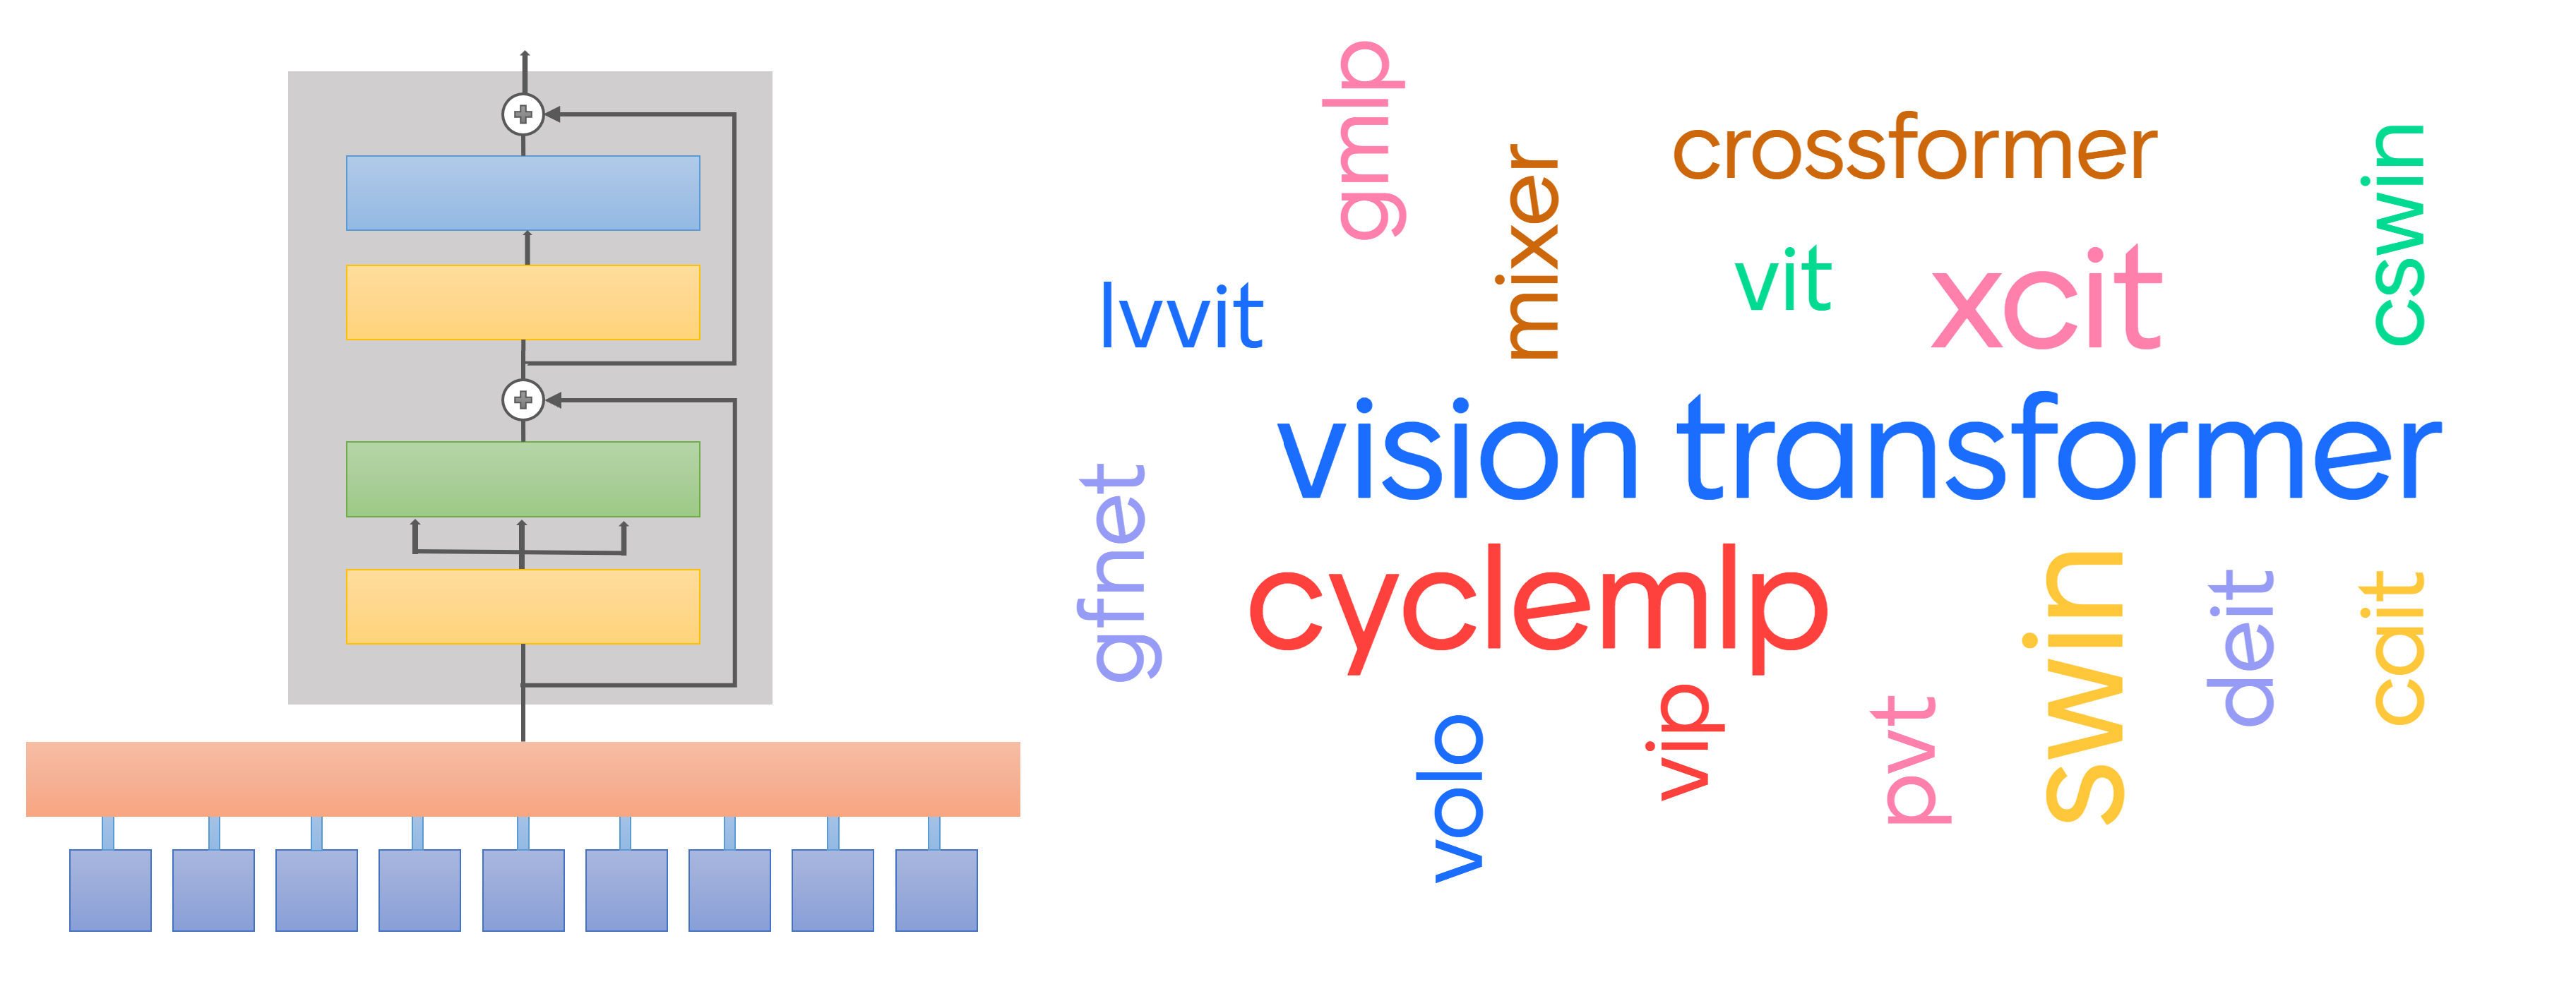 gmlp
mixer
crossformer
cswin
lvvit
vit
xcit
vision transformer
gfnet
cyclemlp
swin
deit
cait
volo
vip
pvt